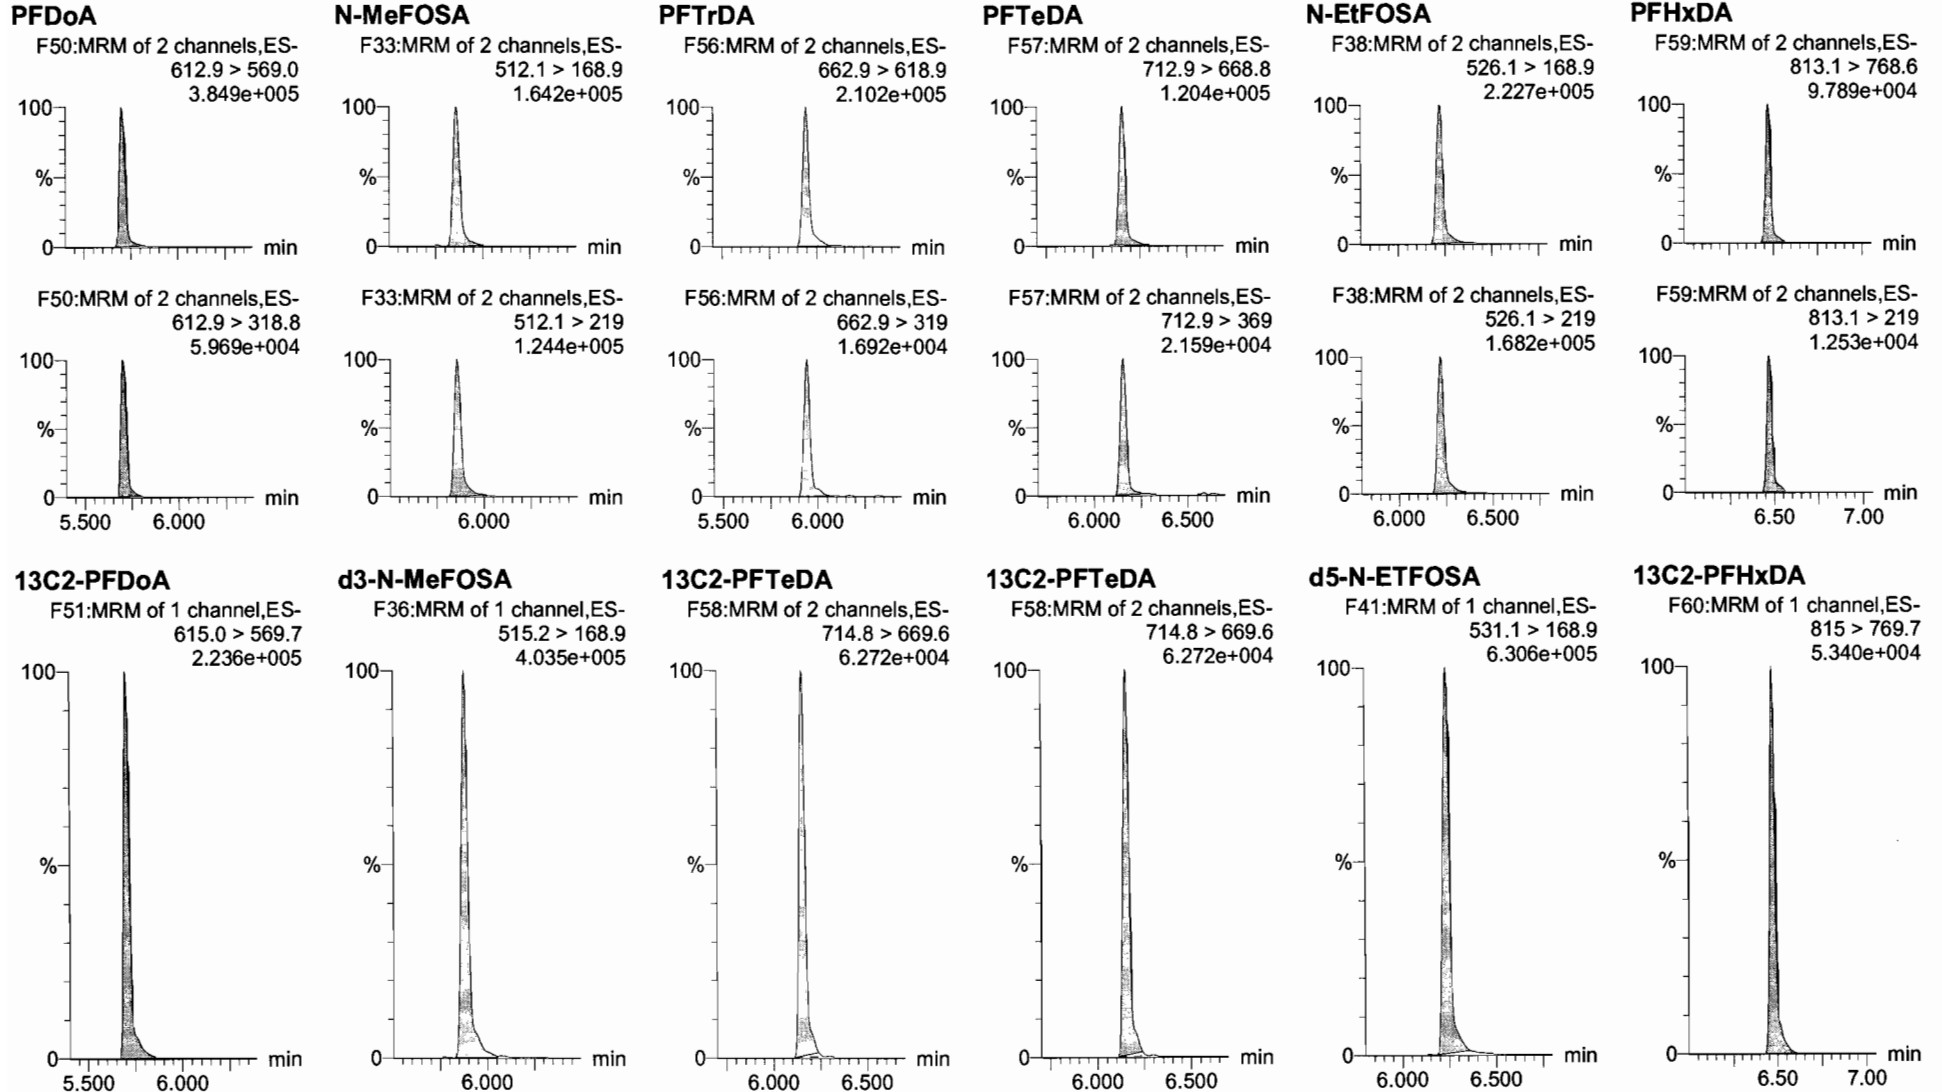 PFDoA
F50:MRM of 2 channels,ES-
612.9 > 569.0
3.849e+005
100
%
0
min
F50:MRM of 2 channels,ES-
612.9 > 318.8
5.969e+004
100
%
0
min
5.500 6.000
13C2-PFDoA
F51:MRM of 1 channel,ES-
615.0 > 569.7
2.236e+005
100
%
0
min
5.500 6.000
N-MeFOSA
F33:MRM of 2 channels,ES-
512.1 > 168.9
1.642e+005
100
%
0
min
F33:MRM of 2 channels,ES-
512.1 > 219
1.244e+005
100
%
0
min
6.000
d3-N-MeFOSA
F36:MRM of 1 channel,ES-
515.2 > 168.9
4.035e+005
100
%
0
min
6.000
PFTrDA
F56:MRM of 2 channels,ES-
662.9 > 618.9
2.102e+005
100
%
0
min
F56:MRM of 2 channels,ES-
662.9 > 319
1.692e+004
100
%
0
min
5.500 6.000
13C2-PFTeDA
F58:MRM of 2 channels,ES-
714.8 > 669.6
6.272e+004
100
%
0
min
6.000 6.500
PFTeDA
F57:MRM of 2 channels,ES-
712.9 > 668.8
1.204e+005
100
%
0
min
F57:MRM of 2 channels,ES-
712.9 > 369
2.159e+004
100
%
0
min
6.000 6.500
13C2-PFTeDA
F58:MRM of 2 channels,ES-
714.8 > 669.6
6.272e+004
100
%
0
min
6.000 6.500
N-EtFOSA
F38:MRM of 2 channels,ES-
526.1 > 168.9
2.227e+005
100
%
0
min
F38:MRM of 2 channels,ES-
526.1 > 219
1.682e+005
100
%
0
min
6.000 6.500
d5-N-ETFOSA
F41:MRM of 1 channel,ES-
531.1 > 168.9
6.306e+005
100
%
0
min
6.000 6.500
PFHxDA
F59:MRM of 2 channels,ES-
813.1 > 768.6
9.789e+004
100
%
0
min
F59:MRM of 2 channels,ES-
813.1 > 219
1.253e+004
100
%
0
min
6.50 7.00
13C2-PFHxDA
F60:MRM of 1 channel,ES-
815 > 769.7
5.340e+004
100
%
0
min
6.50 7.00